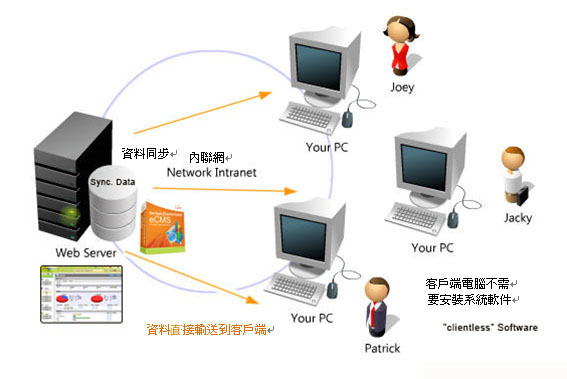 Joey
Your PC
資料同步
內聯網
Network Intranet
Sync. Data
eCMS
Web Server
Jacky
Your PC
Your PC
Patrick
資料直接輸送到客戶端
客戶端電腦不需
要安裝系統軟件
"clientless" Software